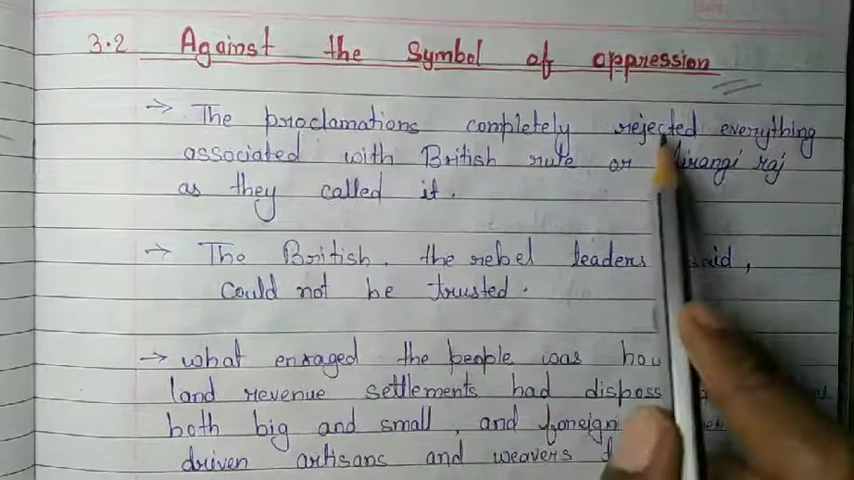 3.2 Against the Symbol of oppression
→ The proclamations completely rejected everything
associated with British rule or firangi raj
as they called it.
→ The British, the rebel leaders said,
could not be trusted.
→ what enraged the people was how
land revenue settlements had
both big and small, and foreign
driven artisans and weavers